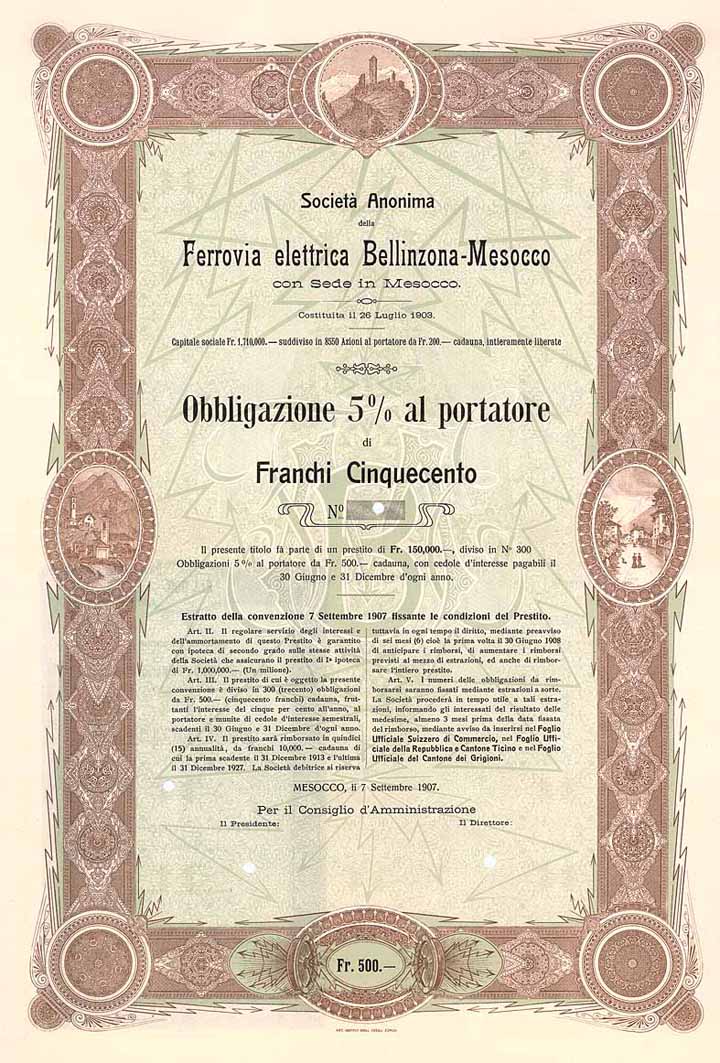 Società Anonima
della
Ferrovia elettrica Bellinzona-Mesocco
con Sede in Mesocco.
Costituita il 26 Luglio 1903.
Capitale sociale Fr. 1,710,000.— suddiviso in 8550 Azioni al portatore da Fr. 200.— cadauna, intieramente liberate
Obbligazione 5% al portatore
di
Franchi Cinquecento
Nº
Il presente titolo fà parte di un prestito di Fr. 150,000.—, diviso in Nº 300
Obbligazioni 5% al portatore da Fr. 500.— cadauna, con cedole d'interesse pagabili il
30 Giugno e 31 Dicembre d'ogni anno.
Estratto della convenzione 7 Settembre 1907 fissante le condizioni del Prestito.
Art. II. Il regolare servizio degli interessi e
dell'ammortamento di questo Prestito è garantito
con ipoteca di secondo grado sulle stesse attività
della Società che assicurano il prestito di Iª ipoteca
di Fr. 1,000,000.— (Un milione).
Art. III. Il prestito di cui è oggetto la presente
convenzione è diviso in 300 (trecento) obbligazioni
da Fr. 500.— (cinquecento franchi) cadauna, frut-
tanti l'interesse del cinque per cento all'anno, al
portatore e munite di cedole d'interesse semestrali,
scadenti il 30 Giugno e 31 Dicembre d'ogni anno.
Art. IV. Il prestito sarà rimborsato in quindici
(15) annualità, da franchi 10,000.— cadauna di
cui la prima scadente il 31 Dicembre 1913 e l'ultima
il 31 Dicembre 1927. La Società debitrice si riserva
tuttavia in ogni tempo il diritto, mediante preavviso
di sei mesi (6) cioè la prima volta il 30 Giugno 1908
di anticipare i rimborsi, di aumentare i rimborsi
previsti al mezzo di estrazioni, ed anche di rimbor-
sare l'intiero prestito.
Art. V. I numeri delle obbligazioni da rim-
borsarsi saranno fissati mediante estrazioni a sorte.
La Società procederà in tempo utile a tali estra-
zioni, informando gli interessati del risultato delle
medesime, almeno 3 mesi prima della data fissata
del rimborso, mediante avviso da inserirsi nel Foglio
Ufficiale Svizzero di Commercio, nel Foglio Uffi-
ciale della Repubblica e Cantone Ticino e nel Foglio
Ufficiale del Cantone dei Grigioni.
MESOCCO, li 7 Settembre 1907.
Per il Consiglio d'Amministrazione
Il Presidente: Il Direttore:
Fr. 500.—